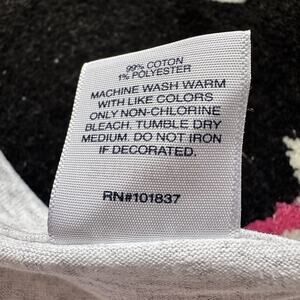 99% COTON
1% POLYESTER
MACHINE WASH WARM
WITH LIKE COLORS
ONLY NON-CHLORINE
BLEACH. TUMBLE DRY
MEDIUM. DO NOT IRON
IF DECORATED.
RN#101837